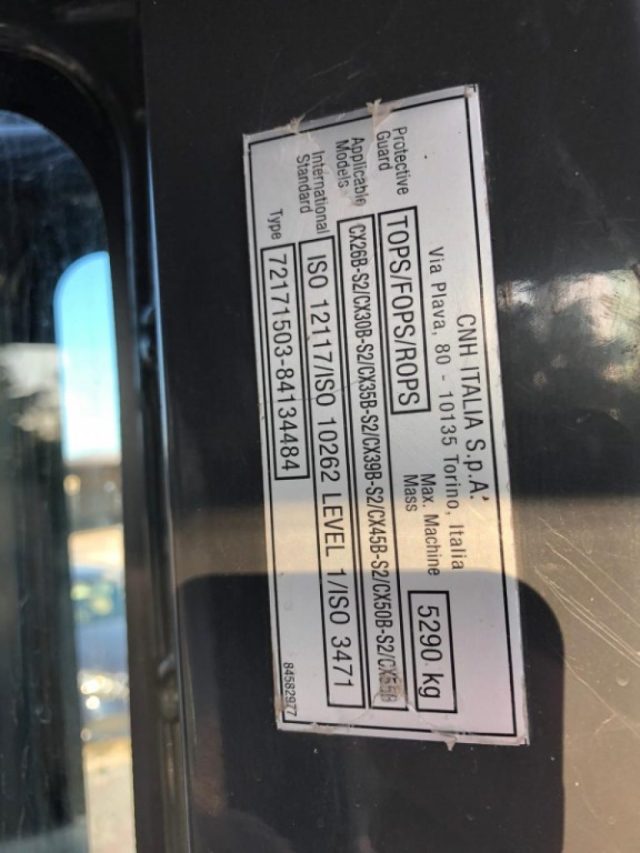 CNH ITALIA S.p.A.
Via Plava, 80 - 10135 Torino, Italia
Protective Guard
TOPS/FOPS/ROPS
Max. Machine Mass
5290 kg
Applicable Models
CX26B-S2/CX30B-S2/CX35B-S2/CX39B-S2/CX45B-S2/CX50B-S2/CX55B
International Standard
ISO 12117/ISO 10262 LEVEL 1/ISO 3471
Type
72171503-84134484
84582977